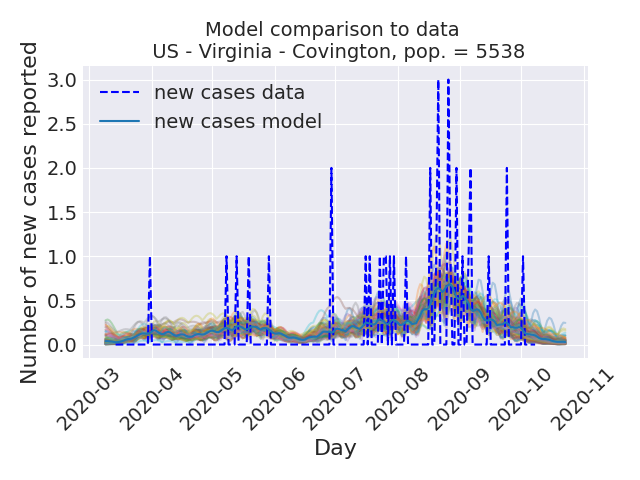 Model comparison to data
US - Virginia - Covington, pop. = 5538
Number of new cases reported
3.0
2.5
2.0
1.5
1.0
0.5
0.0
new cases data
new cases model
2020-03
2020-04
2020-05
2020-06
2020-07
2020-08
2020-09
2020-10
2020-11
Day